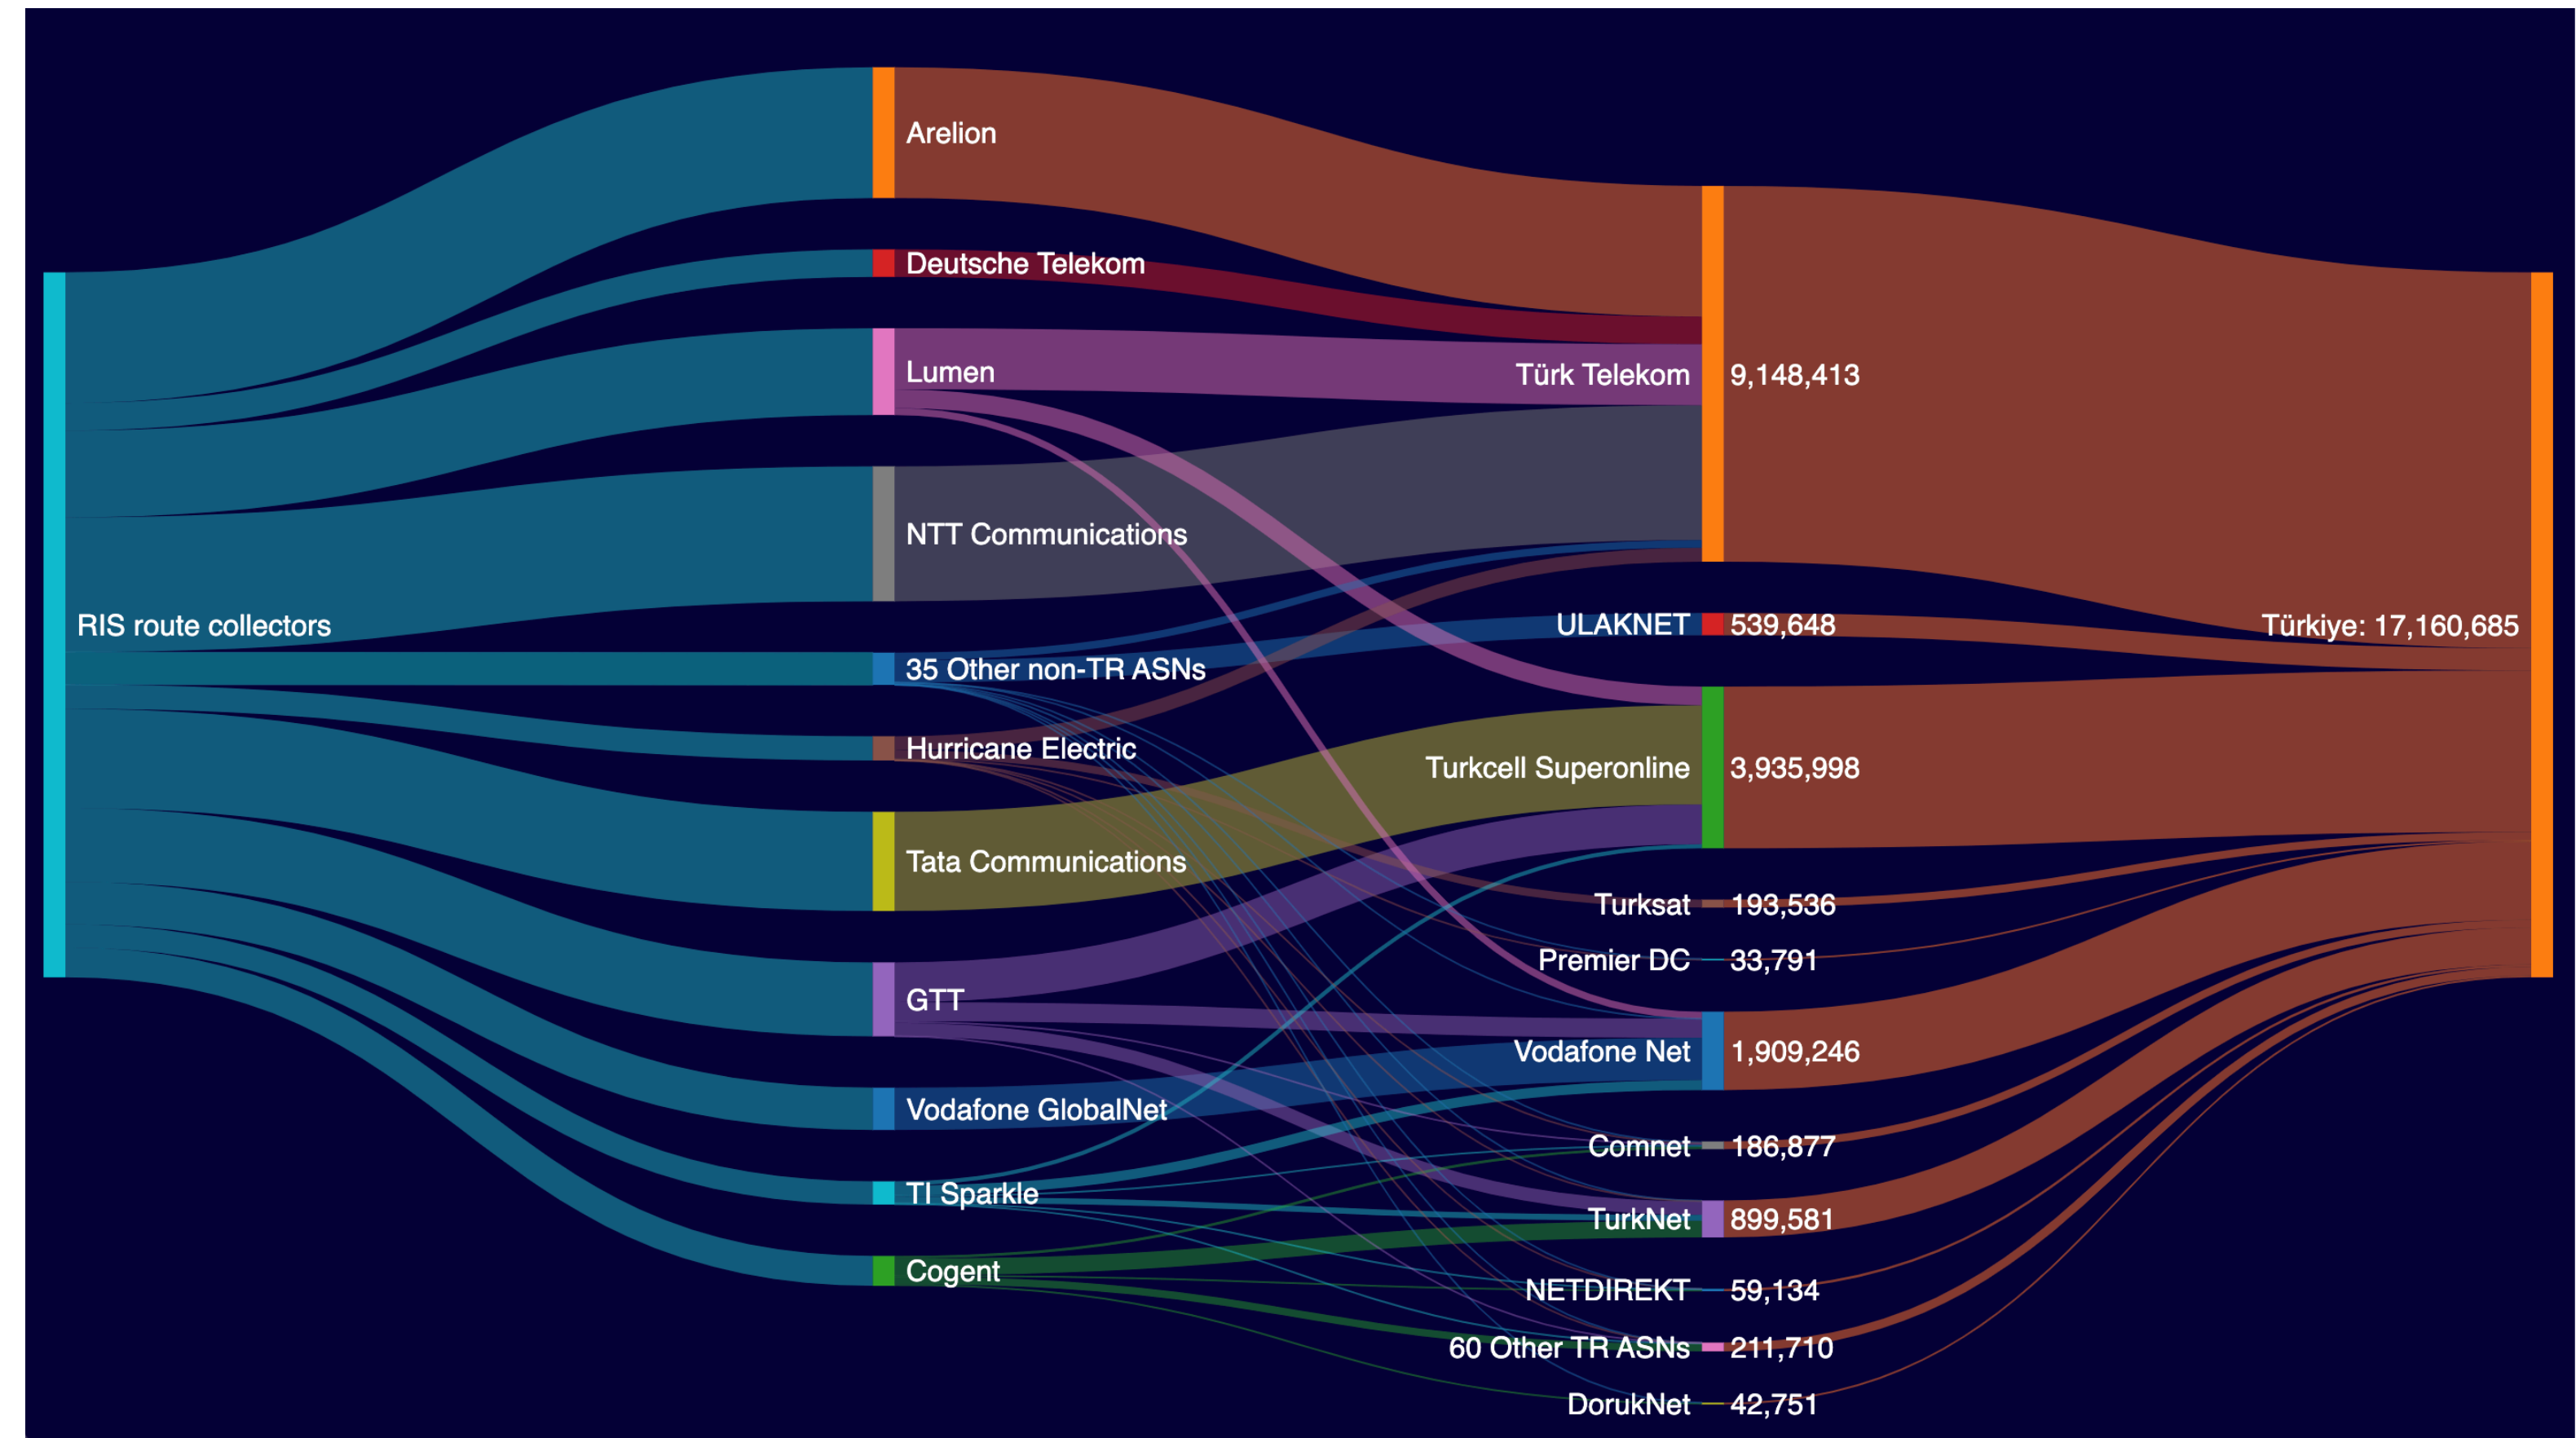 RIS route collectors
Arelion
Deutsche Telekom
Lumen
NTT Communications
35 Other non-TR ASNs
Hurricane Electric
Tata Communications
GTT
Vodafone GlobalNet
TI Sparkle
Cogent
Türk Telekom 9,148,413
ULAKNET 539,648
Turkcell Superonline 3,935,998
Turksat 193,536
Premier DC 33,791
Vodafone Net 1,909,246
Comnet 186,877
TurkNet 899,581
NETDIREKT 59,134
60 Other TR ASNs 211,710
DorukNet 42,751
Türkiye: 17,160,685